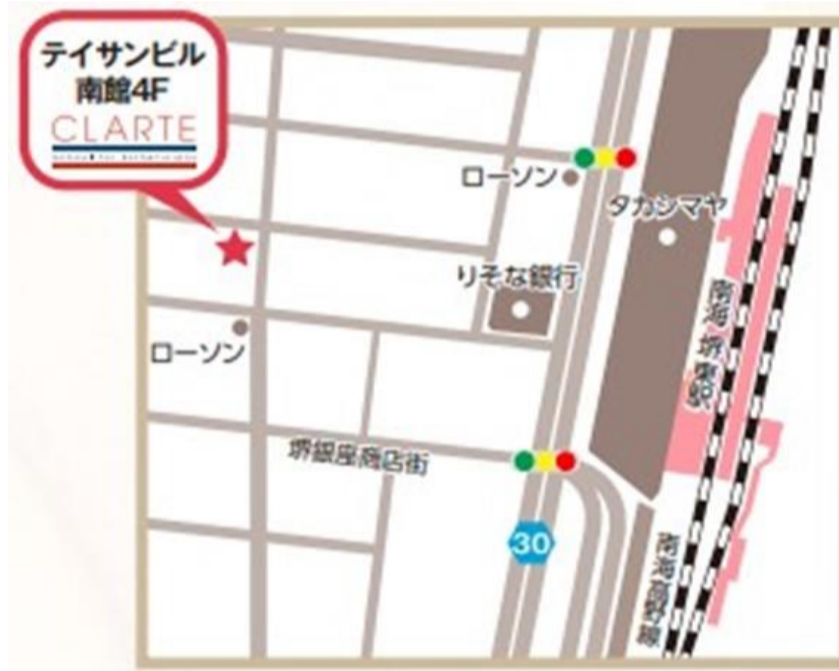 テイサンビル
南館4F
CLARTE
ローソン
タカシマヤ
りそな銀行
南海 堺東駅
ローソン
堺銀座商店街
30
南海高野線